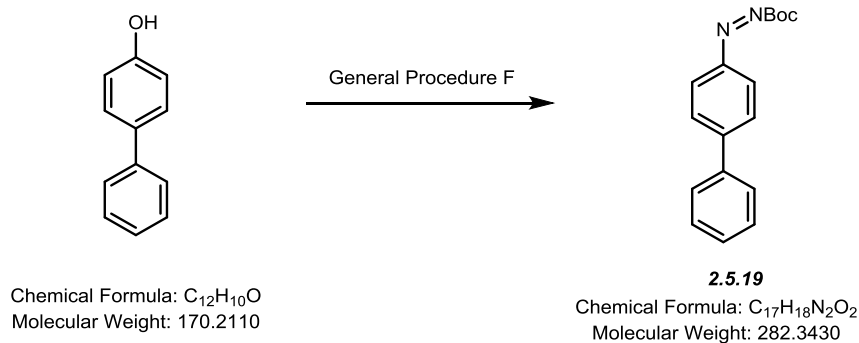 OH
General Procedure F
N
NBoc
2.5.19
Chemical Formula: C₁₂H₁₀O
Molecular Weight: 170.2110
Chemical Formula: C₁₇H₁₈N₂O₂
Molecular Weight: 282.3430